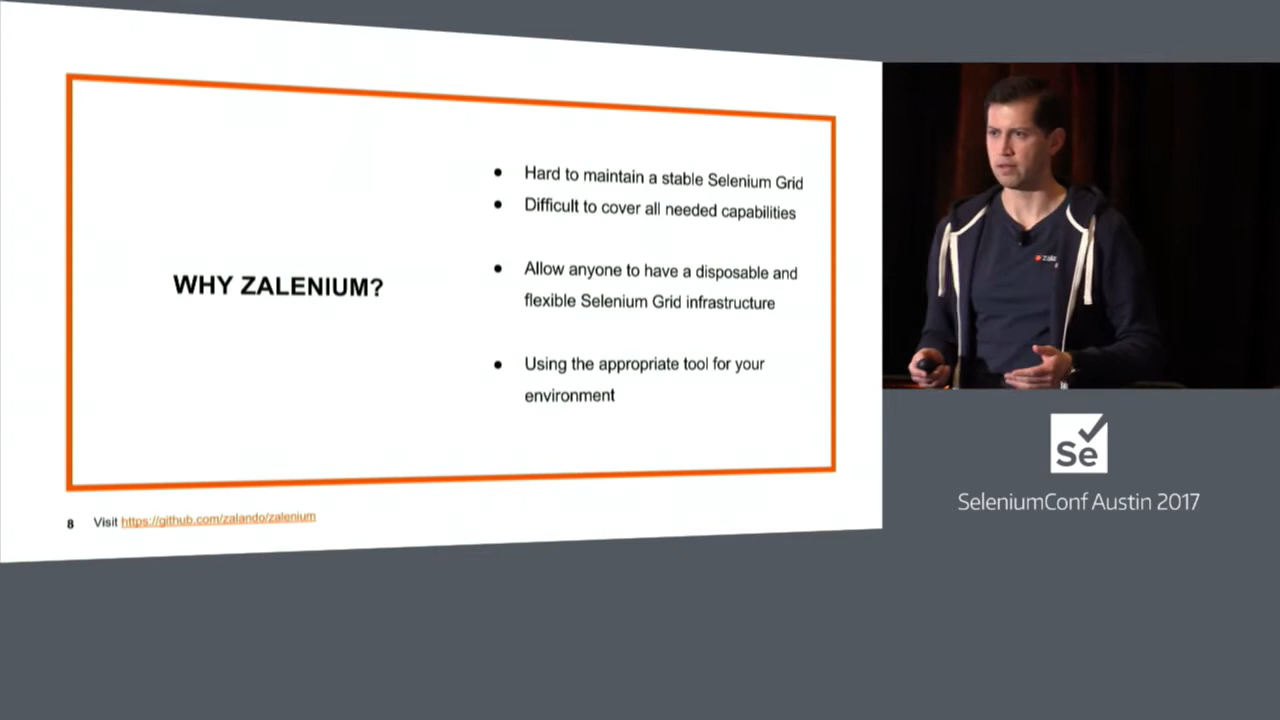 WHY ZALENIUM?
● Hard to maintain a stable Selenium Grid
● Difficult to cover all needed capabilities
● Allow anyone to have a disposable and
flexible Selenium Grid infrastructure
● Using the appropriate tool for your
environment
8 Visit https://github.com/zalando/zalenium
Se
SeleniumConf Austin 2017